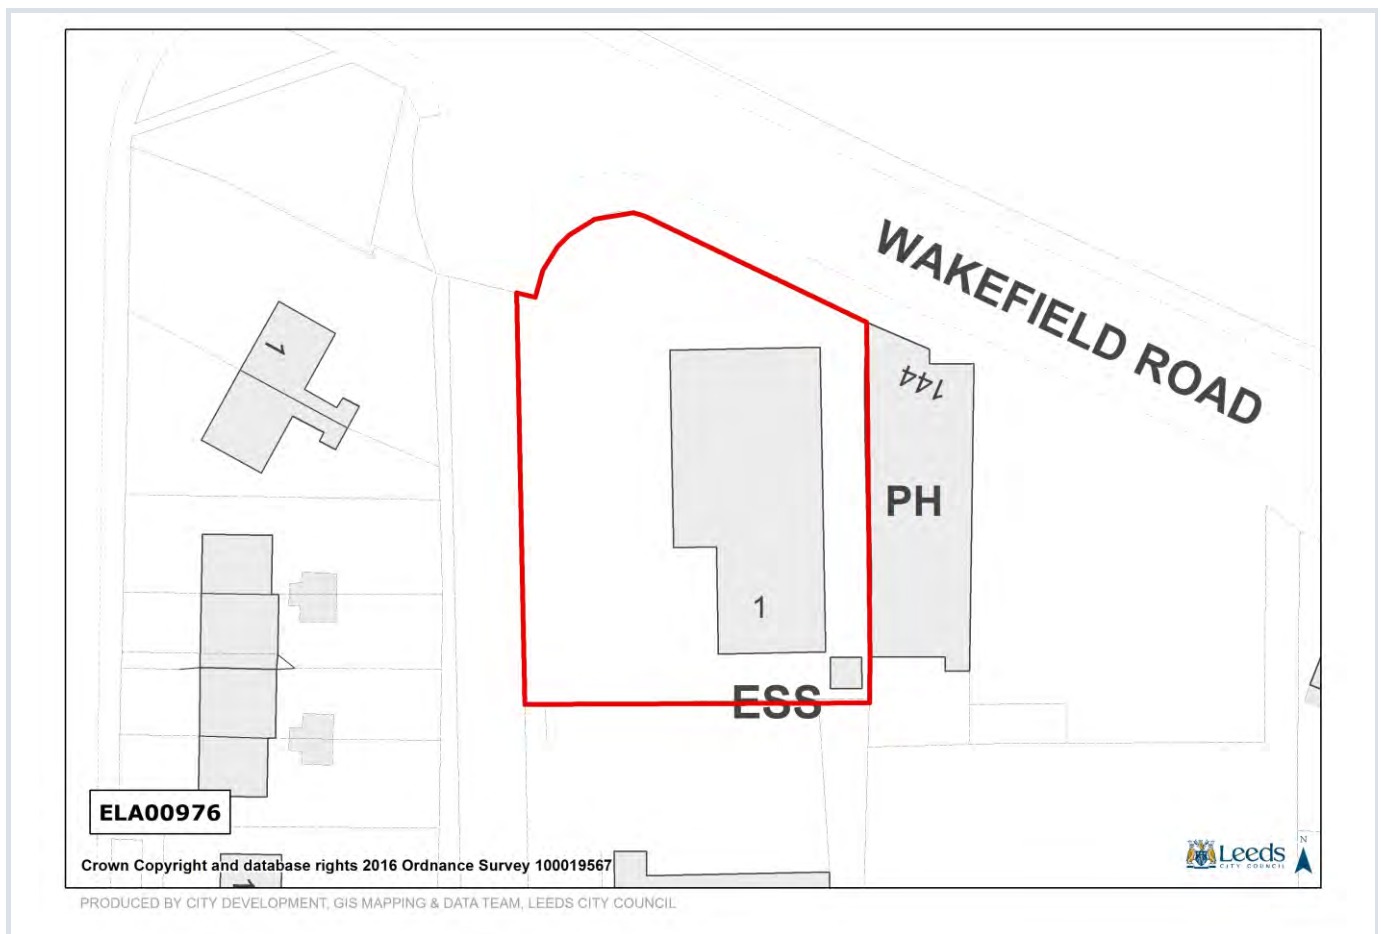 WAKEFIELD ROAD
1
144
PH
1
ESS
ELA00976
Crown Copyright and database rights 2016 Ordnance Survey 100019567
1
Leeds
CITY COUNCIL
N
PRODUCED BY CITY DEVELOPMENT, GIS MAPPING & DATA TEAM, LEEDS CITY COUNCIL